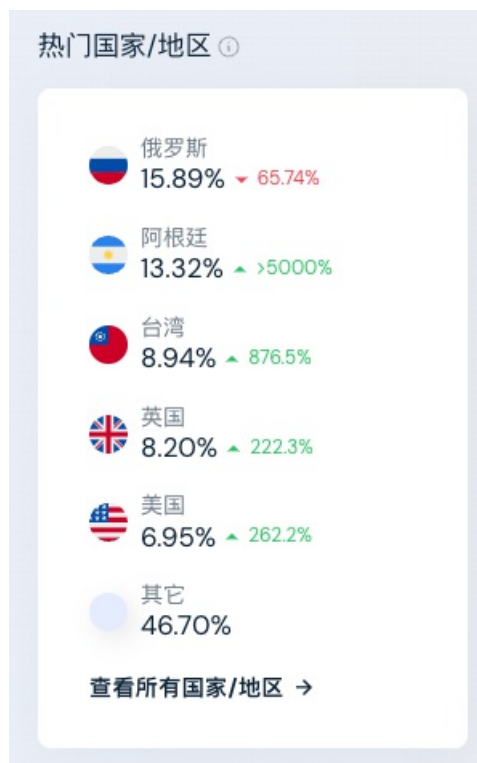 热门国家/地区
俄罗斯
15.89% 65.74%
阿根廷
13.32% >5000%
台湾
8.94% 876.5%
英国
8.20% 222.3%
美国
6.95% 262.2%
其它
46.70%
查看所有国家/地区 →